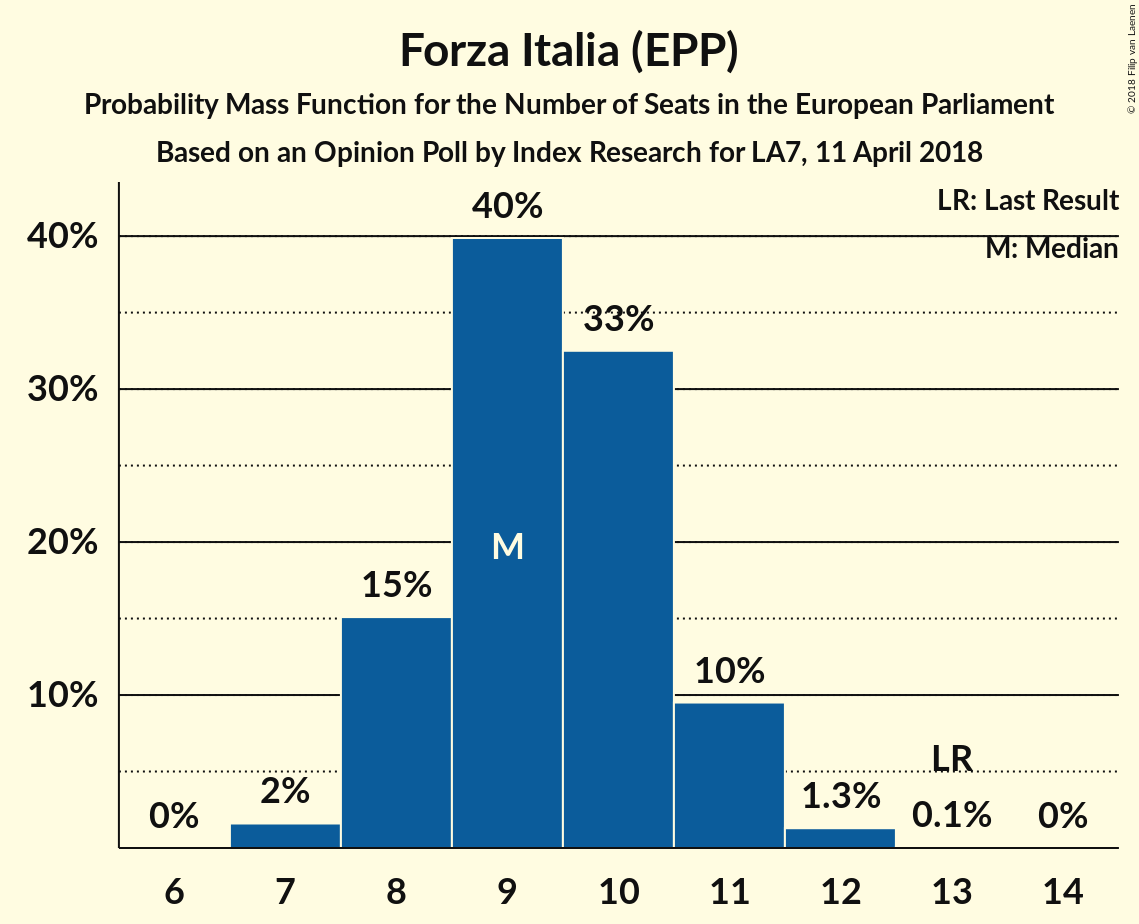 Forza Italia (EPP)
Probability Mass Function for the Number of Seats in the European Parliament
Based on an Opinion Poll by Index Research for LA7, 11 April 2018
© 2018 Filip van Laenen
LR: Last Result
M: Median
40%
30%
20%
10%
0%
2%
15%
40%
M
33%
10%
1.3%
LR
0.1%
0%
6 7 8 9 10 11 12 13 14